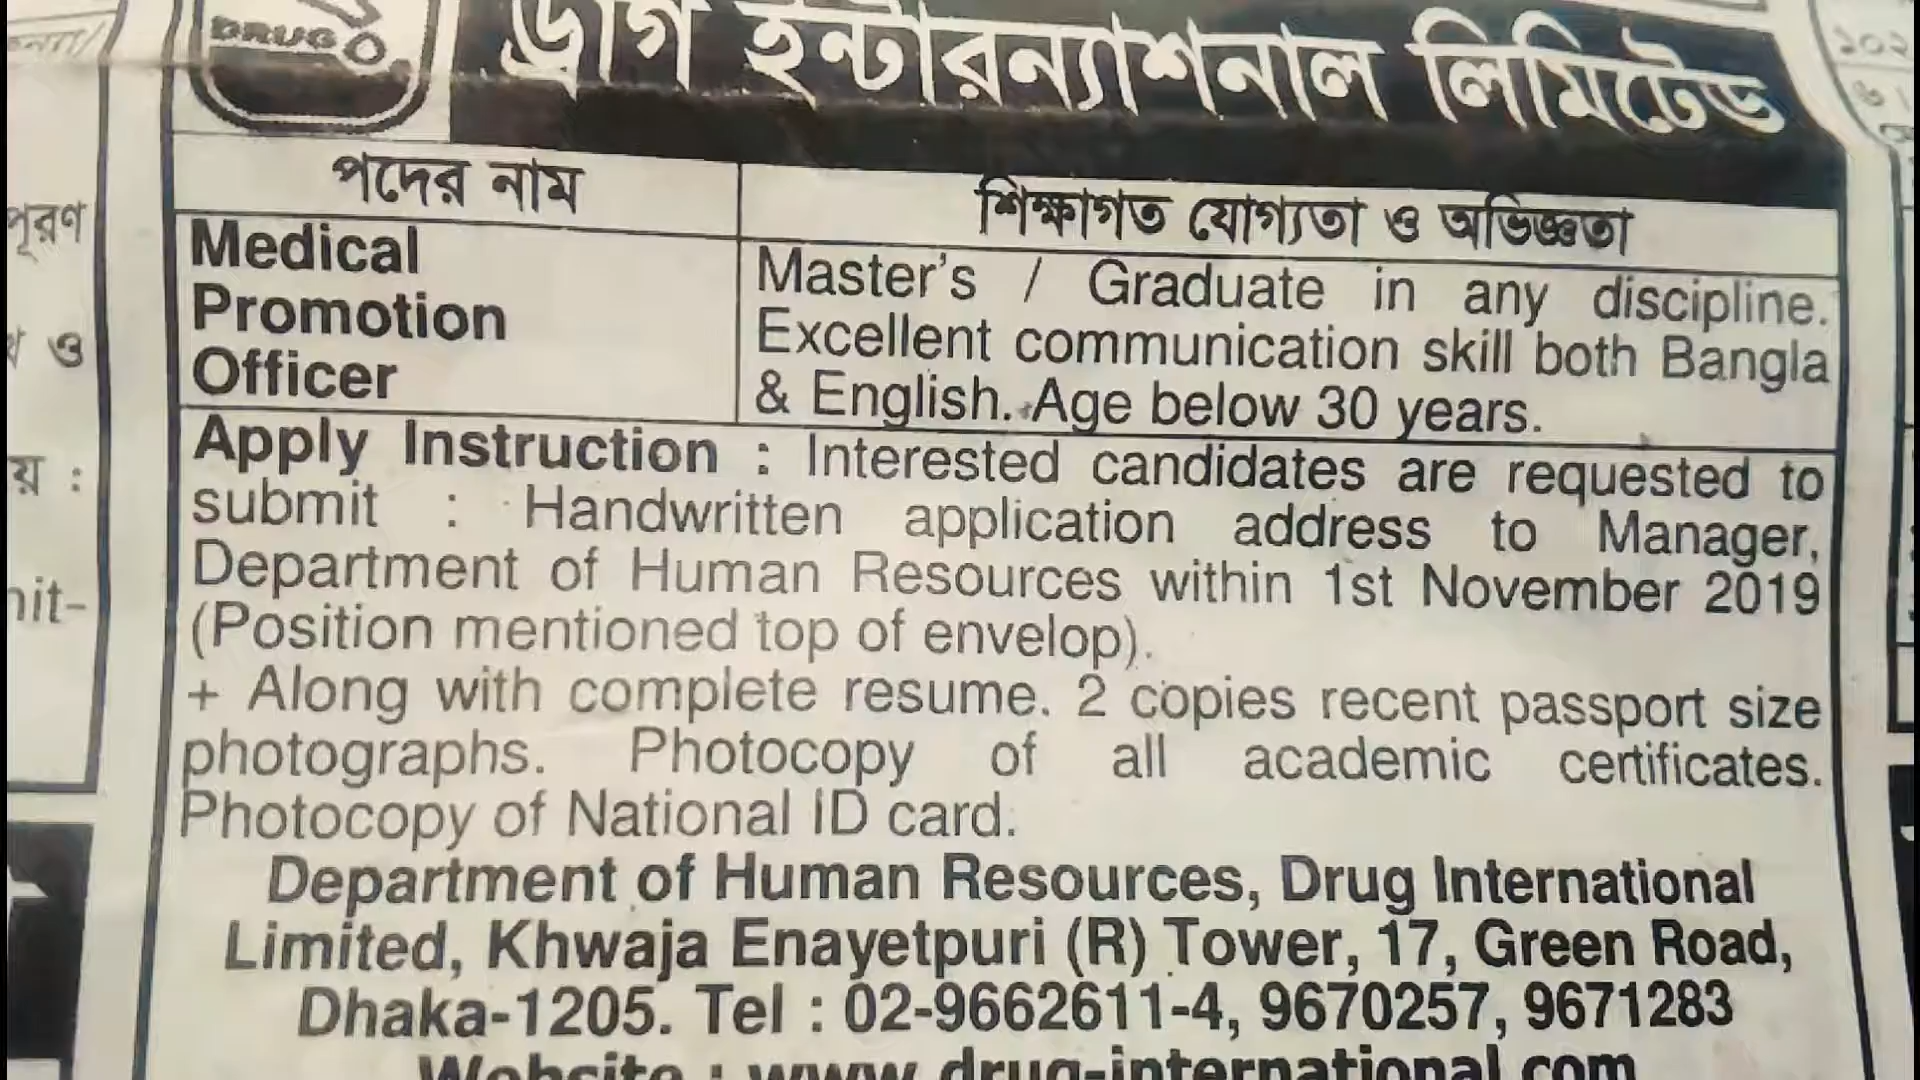 DRUG
ড্রাগ ইন্টারন্যাশনাল লিমিটেড
পদের নাম
শিক্ষাগত যোগ্যতা ও অভিজ্ঞতা
Medical
Promotion
Officer
Master's / Graduate in any discipline.
Excellent communication skill both Bangla
& English. Age below 30 years.
Apply Instruction : Interested candidates are requested to
submit : Handwritten application address to Manager,
Department of Human Resources within 1st November 2019
(Position mentioned top of envelop).
+ Along with complete resume. 2 copies recent passport size
photographs. Photocopy of all academic certificates.
Photocopy of National ID card.
Department of Human Resources, Drug International
Limited, Khwaja Enayetpuri (R) Tower, 17, Green Road,
Dhaka-1205. Tel : 02-9662611-4, 9670257, 9671283
Website : www.drug-international.com
পূরণ
ও
য় :
nit-